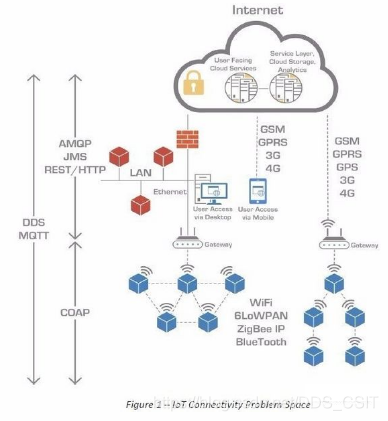 Internet
User Facing
Cloud Services
Service Layer,
Cloud Storage,
Analytics
GSM
GPRS
3G
4G
GSM
GPRS
GPS
3G
4G
AMQP
JMS
REST/HTTP
LAN
Ethernet
User Access
via Desktop
User Access
via Mobile
DDS
MQTT
Gateway
Gateway
COAP
WiFi
6LoWPAN
ZigBee IP
BlueTooth
Figure 1 – IoT Connectivity Problem Space
DDS_CSIT